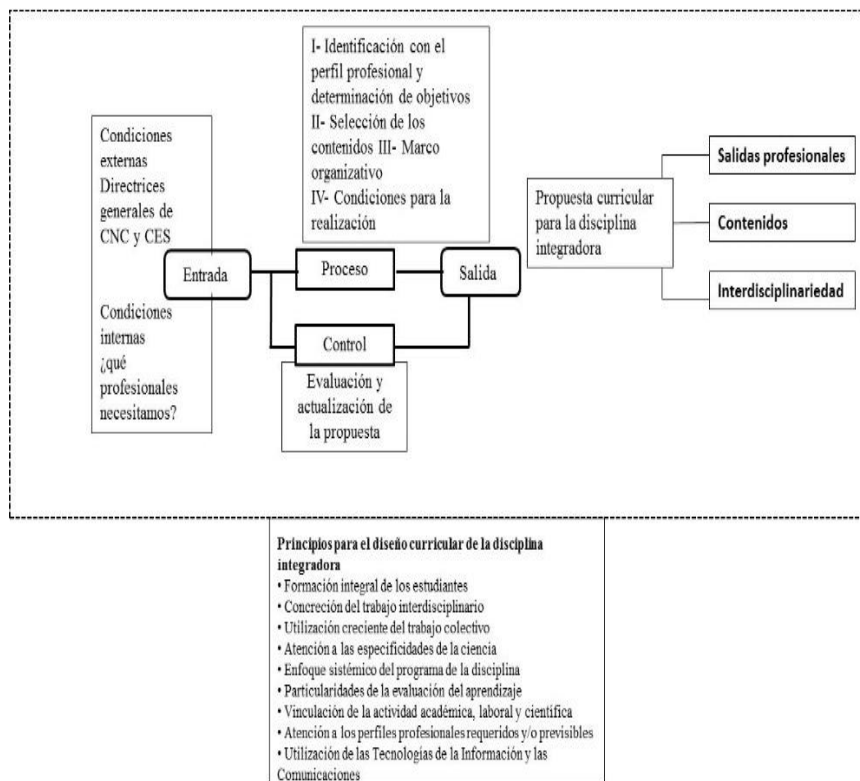 I- Identificación con el
perfil profesional y
determinación de objetivos
II- Selección de los
contenidos III- Marco
organizativo
IV- Condiciones para la
realización
Condiciones
externas
Directrices
generales de
CNC y CES
Condiciones
internas
¿qué
profesionales
necesitamos?
Entrada
Proceso
Salida
Control
Evaluación y
actualización de
la propuesta
Propuesta curricular
para la disciplina
integradora
Salidas profesionales
Contenidos
Interdisciplinariedad
Principios para el diseño curricular de la disciplina
integradora
• Formación integral de los estudiantes
• Concreción del trabajo interdisciplinario
• Utilización creciente del trabajo colectivo
• Atención a las especificidades de la ciencia
• Enfoque sistémico del programa de la disciplina
• Particularidades de la evaluación del aprendizaje
• Vinculación de la actividad académica, laboral y científica
• Atención a los perfiles profesionales requeridos y/o previsibles
• Utilización de las Tecnologías de la Información y las
Comunicaciones